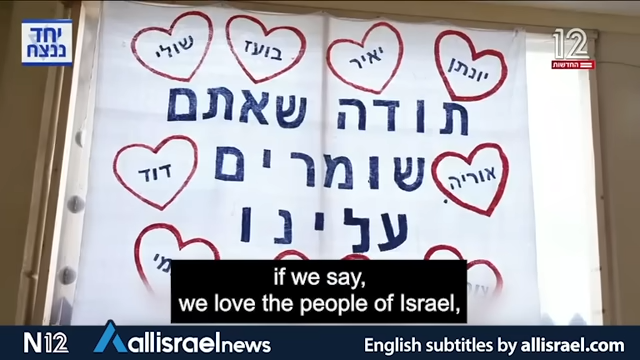 יחד
ננצח
12
החדשות
שולי
בועז
יאיר
יונתן
תודה שאתם
דוד
שומרים
אוריה
עלינו
if we say,
we love the people of Israel,
N12
allisraelnews
English subtitles by allisrael.com